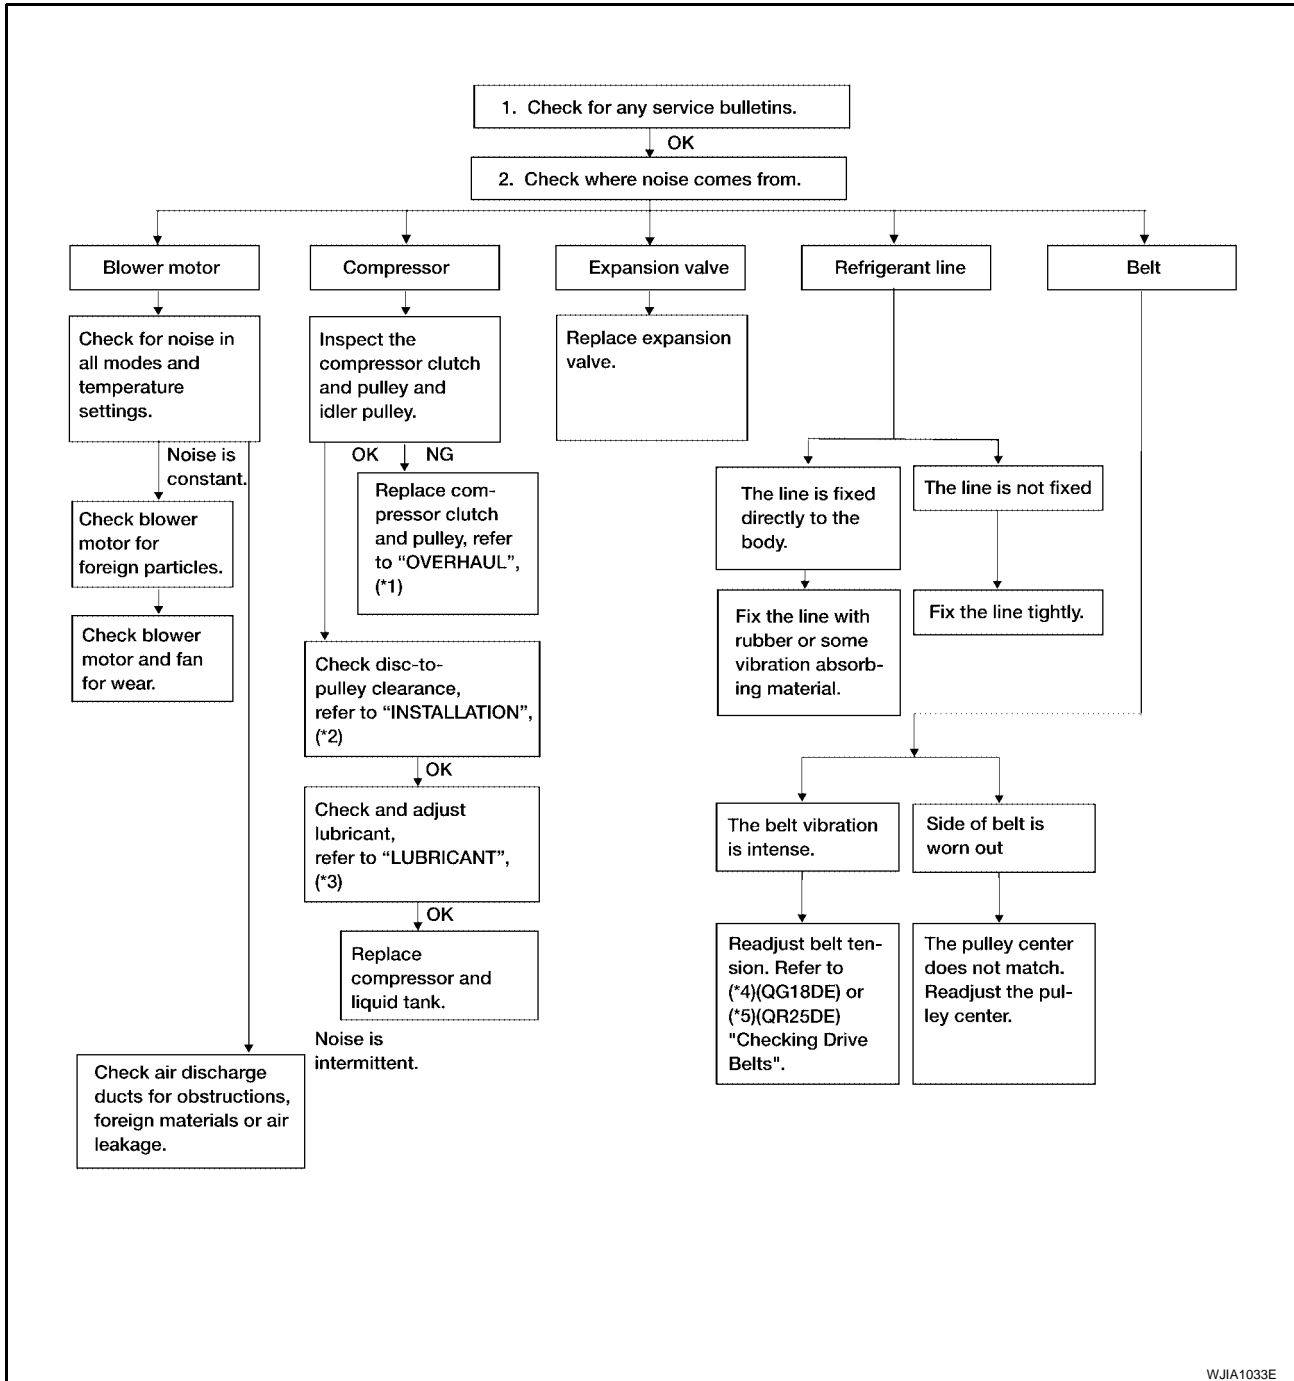 1. Check for any service bulletins.
OK
2. Check where noise comes from.
Blower motor
Compressor
Expansion valve
Refrigerant line
Belt
Check for noise in
all modes and
temperature
settings.
Inspect the
compressor clutch
and pulley and
idler pulley.
Replace expansion
valve.
Noise is
constant.
OK
NG
Check blower
motor for
foreign particles.
Replace com-
pressor clutch
and pulley, refer
to “OVERHAUL”,
(*1)
The line is fixed
directly to the
body.
The line is not fixed
Check blower
motor and fan
for wear.
Fix the line with
rubber or some
vibration absorb-
ing material.
Fix the line tightly.
Check disc-to-
pulley clearance,
refer to “INSTALLATION”,
(*2)
OK
Check and adjust
lubricant,
refer to “LUBRICANT”,
(*3)
OK
Replace
compressor and
liquid tank.
The belt vibration
is intense.
Side of belt is
worn out
Readjust belt ten-
sion. Refer to
(*4)(QG18DE) or
(*5)(QR25DE)
"Checking Drive
Belts".
The pulley center
does not match.
Readjust the pul-
ley center.
Noise is
intermittent.
Check air discharge
ducts for obstructions,
foreign materials or air
leakage.
WJIA1033E